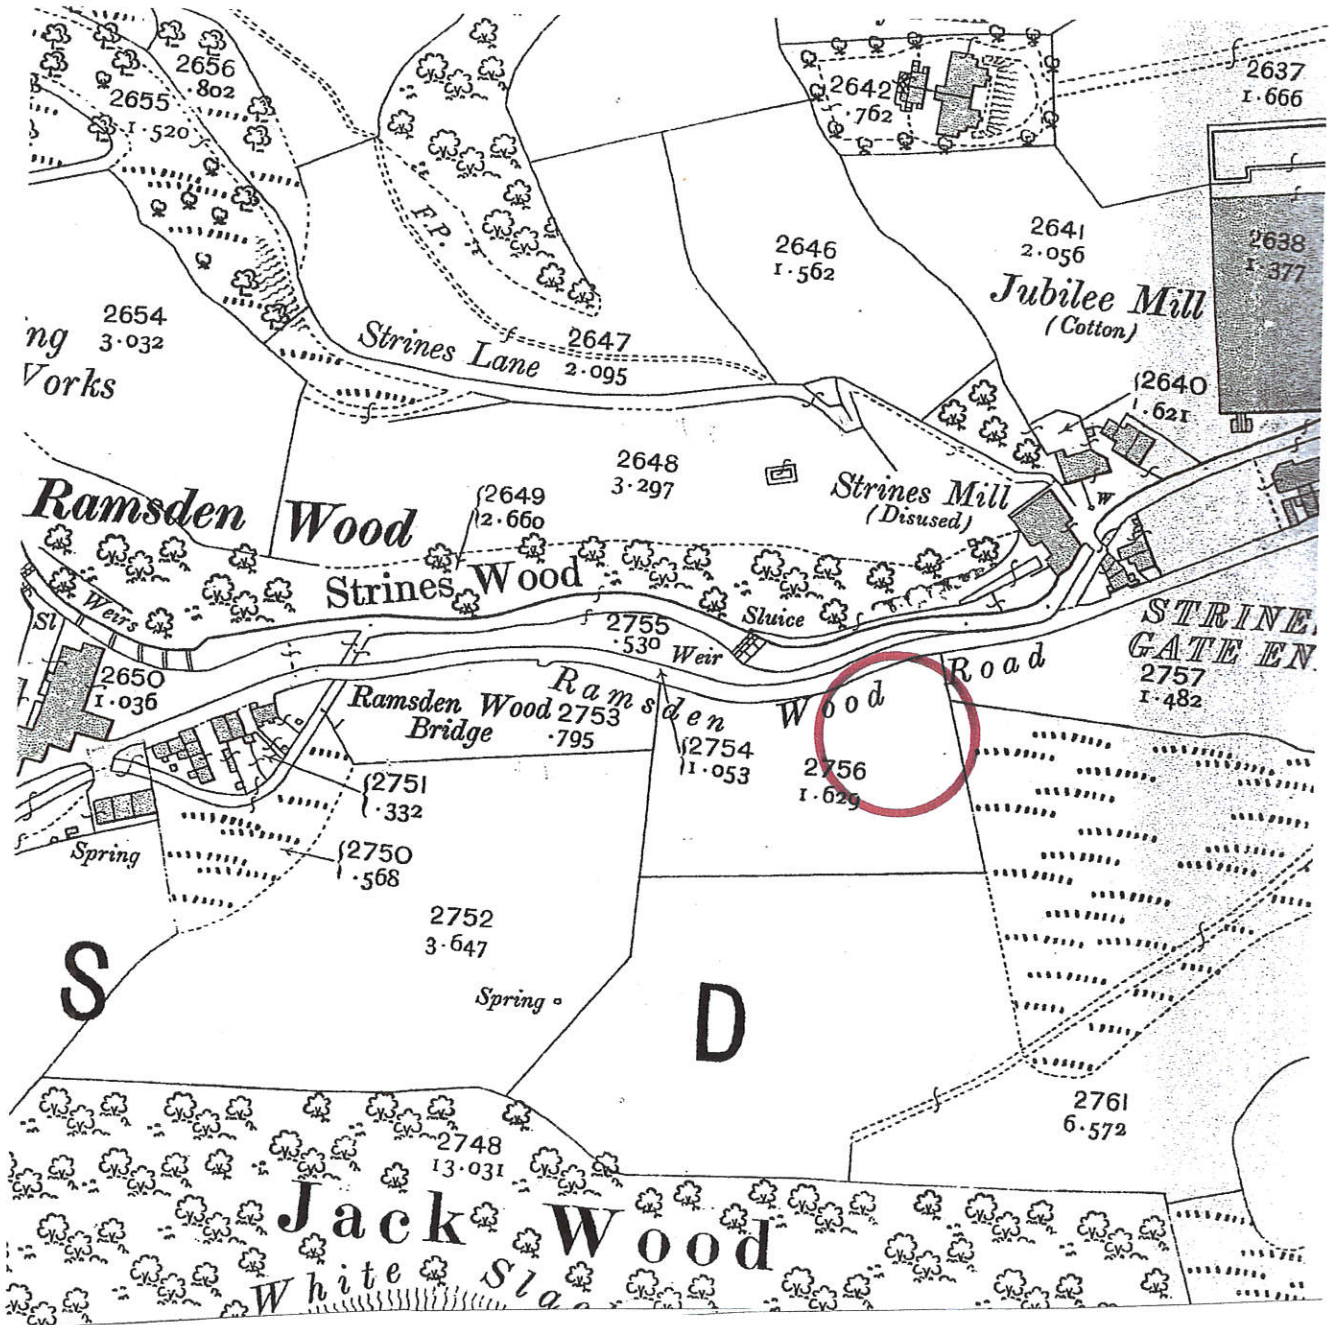 2656
.802
2655
1.520
2642
.762
2637
1.666
F.P.
2646
1.562
2641
2.056
2638
1.377
Jubilee Mill
(Cotton)
2654
3.032
ng
Vorks
Strines Lane
2647
2.095
2640
.621
2648
3.297
Strines Mill
(Disused)
W
Ramsden Wood
2649
2.660
Strines Wood
Weirs
Sl
2755
.530
Sluice
Weir
STRINE
GATE EN
2757
1.482
2650
1.036
Ramsden Wood Road
Ramsden Wood
Bridge
2753
.795
2754
1.053
2756
1.629
2751
.332
Spring
2750
.568
2752
3.647
S
Spring
D
2761
6.572
2748
13.031
Jack Wood
White Sla